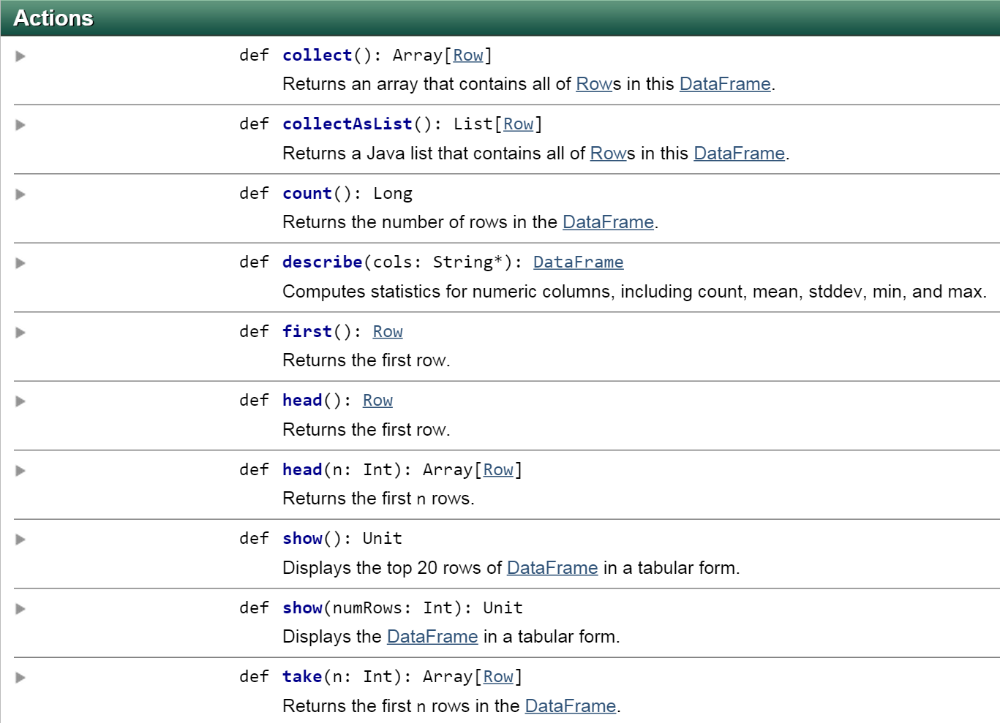 Actions
def collect(): Array[Row]
Returns an array that contains all of Rows in this DataFrame.
def collectAsList(): List[Row]
Returns a Java list that contains all of Rows in this DataFrame.
def count(): Long
Returns the number of rows in the DataFrame.
def describe(cols: String*): DataFrame
Computes statistics for numeric columns, including count, mean, stddev, min, and max.
def first(): Row
Returns the first row.
def head(): Row
Returns the first row.
def head(n: Int): Array[Row]
Returns the first n rows.
def show(): Unit
Displays the top 20 rows of DataFrame in a tabular form.
def show(numRows: Int): Unit
Displays the DataFrame in a tabular form.
def take(n: Int): Array[Row]
Returns the first n rows in the DataFrame.